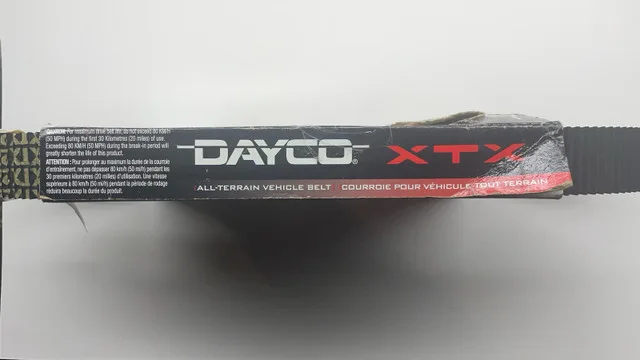 CAUTION: For maximum drive belt life, do not exceed 80 KM/H
(50 MPH) during the first 30 Kilometres (20 miles) of use.
Exceeding 80 KM/H (50 MPH) during the break-in period will
greatly shorten the life of this product.
ATTENTION : Pour prolonger au maximum la durée de la courroie
d'entraînement, ne pas dépasser 80 km/h (50 mi/h) pendant les
30 premiers kilomètres (20 milles) d'utilisation. Une vitesse
supérieure à 80 km/h (50 mi/h) pendant la période de rodage
réduira beaucoup la durée du produit.
DAYCO® XTX
ALL-TERRAIN VEHICLE BELT COURROIE POUR VÉHICULE TOUT TERRAIN